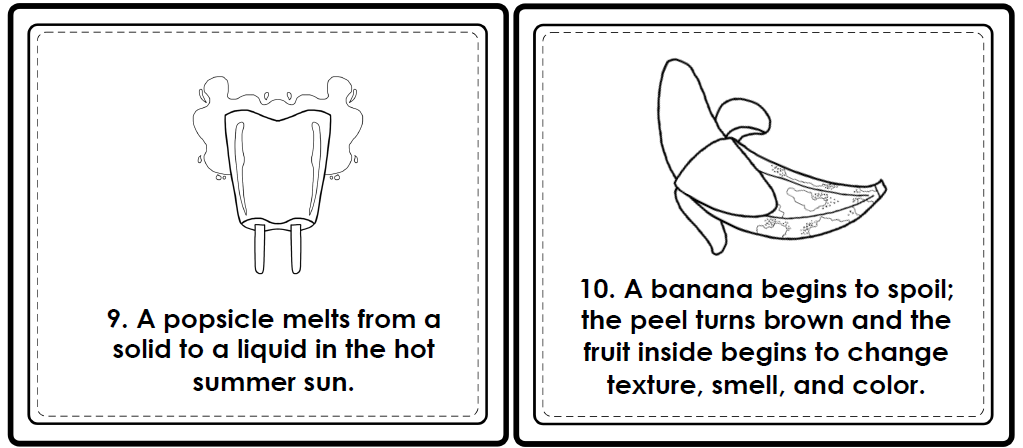 9. A popsicle melts from a
solid to a liquid in the hot
summer sun.
10. A banana begins to spoil;
the peel turns brown and the
fruit inside begins to change
texture, smell, and color.